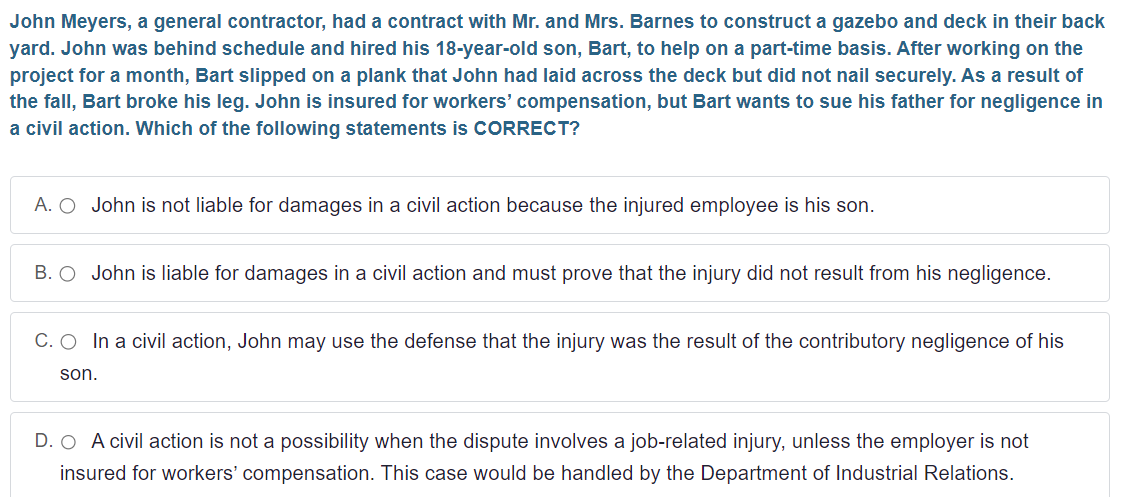 John Meyers, a general contractor, had a contract with Mr. and Mrs. Barnes to construct a gazebo and deck in their back
yard. John was behind schedule and hired his 18-year-old son, Bart, to help on a part-time basis. After working on the
project for a month, Bart slipped on a plank that John had laid across the deck but did not nail securely. As a result of
the fall, Bart broke his leg. John is insured for workers’ compensation, but Bart wants to sue his father for negligence in
a civil action. Which of the following statements is CORRECT?
A. John is not liable for damages in a civil action because the injured employee is his son.
B. John is liable for damages in a civil action and must prove that the injury did not result from his negligence.
C. In a civil action, John may use the defense that the injury was the result of the contributory negligence of his
son.
D. A civil action is not a possibility when the dispute involves a job-related injury, unless the employer is not
insured for workers’ compensation. This case would be handled by the Department of Industrial Relations.